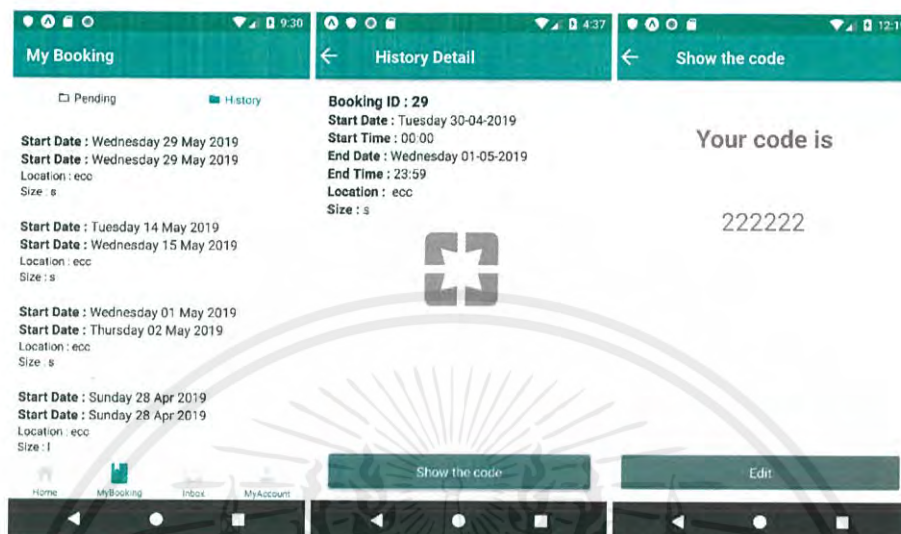 9:30
My Booking
Pending
History
Start Date : Wednesday 29 May 2019
Start Date : Wednesday 29 May 2019
Location : ecc
Size : s
Start Date : Tuesday 14 May 2019
Start Date : Wednesday 15 May 2019
Location : ecc
Size : s
Start Date : Wednesday 01 May 2019
Start Date : Thursday 02 May 2019
Location : ecc
Size : s
Start Date : Sunday 28 Apr 2019
Start Date : Sunday 28 Apr 2019
Location : ecc
Size : l
Home
MyBooking
Inbox
MyAccount
4:37
History Detail
Booking ID : 29
Start Date : Tuesday 30-04-2019
Start Time : 00:00
End Date : Wednesday 01-05-2019
End Time : 23:59
Location : ecc
Size : s
Show the code
Show the code
Your code is
222222
Edit